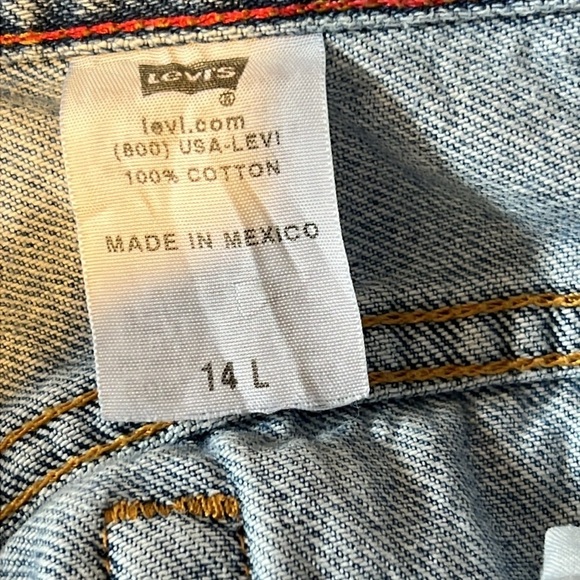 LEVI'S
®
levi.com
(800) USA-LEVI
100% COTTON
MADE IN MEXICO
14 L